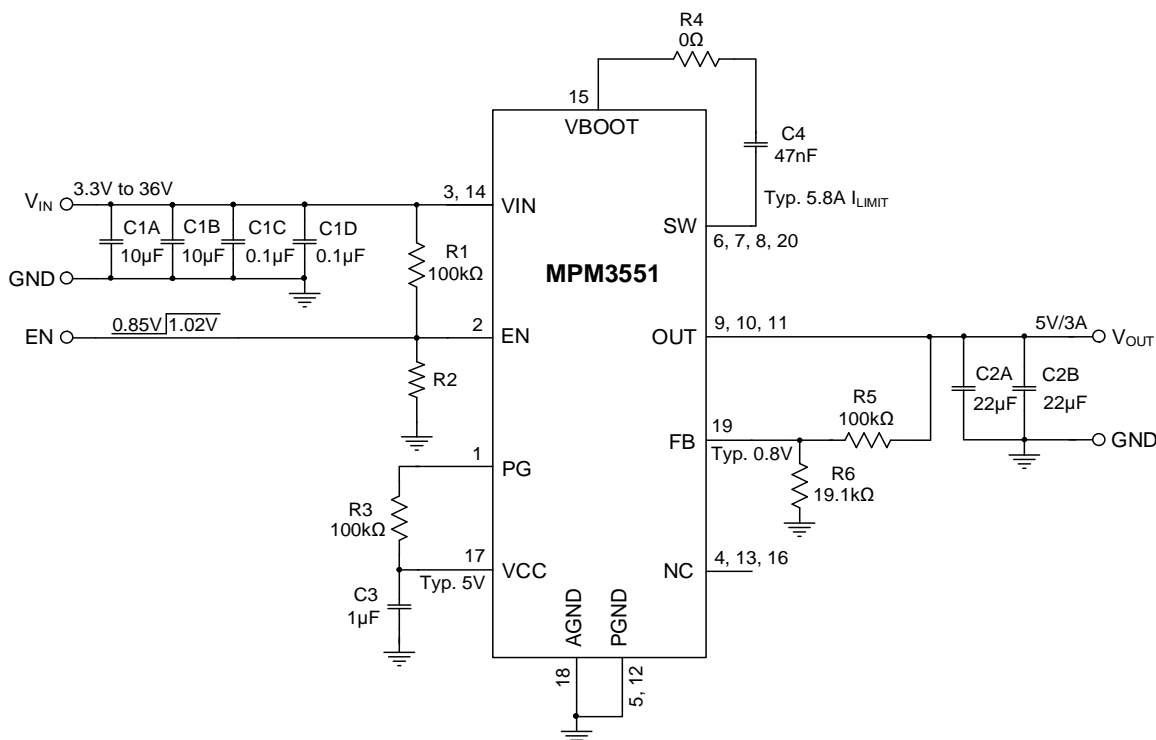 R4
0Ω
15
VBOOT
C4
47nF
VIN
3.3V to 36V
3, 14
VIN
Typ. 5.8A ILIMIT
SW
6, 7, 8, 20
C1A
10µF
C1B
10µF
C1C
0.1µF
C1D
0.1µF
R1
100kΩ
GND
MPM3551
EN
0.85V
1.02V
2
EN
OUT
9, 10, 11
5V/3A
VOUT
R2
C2A
22µF
C2B
22µF
R5
100kΩ
FB
19
Typ. 0.8V
GND
1
PG
R6
19.1kΩ
R3
100kΩ
17
VCC
Typ. 5V
NC
4, 13, 16
C3
1µF
AGND
PGND
18
5, 12